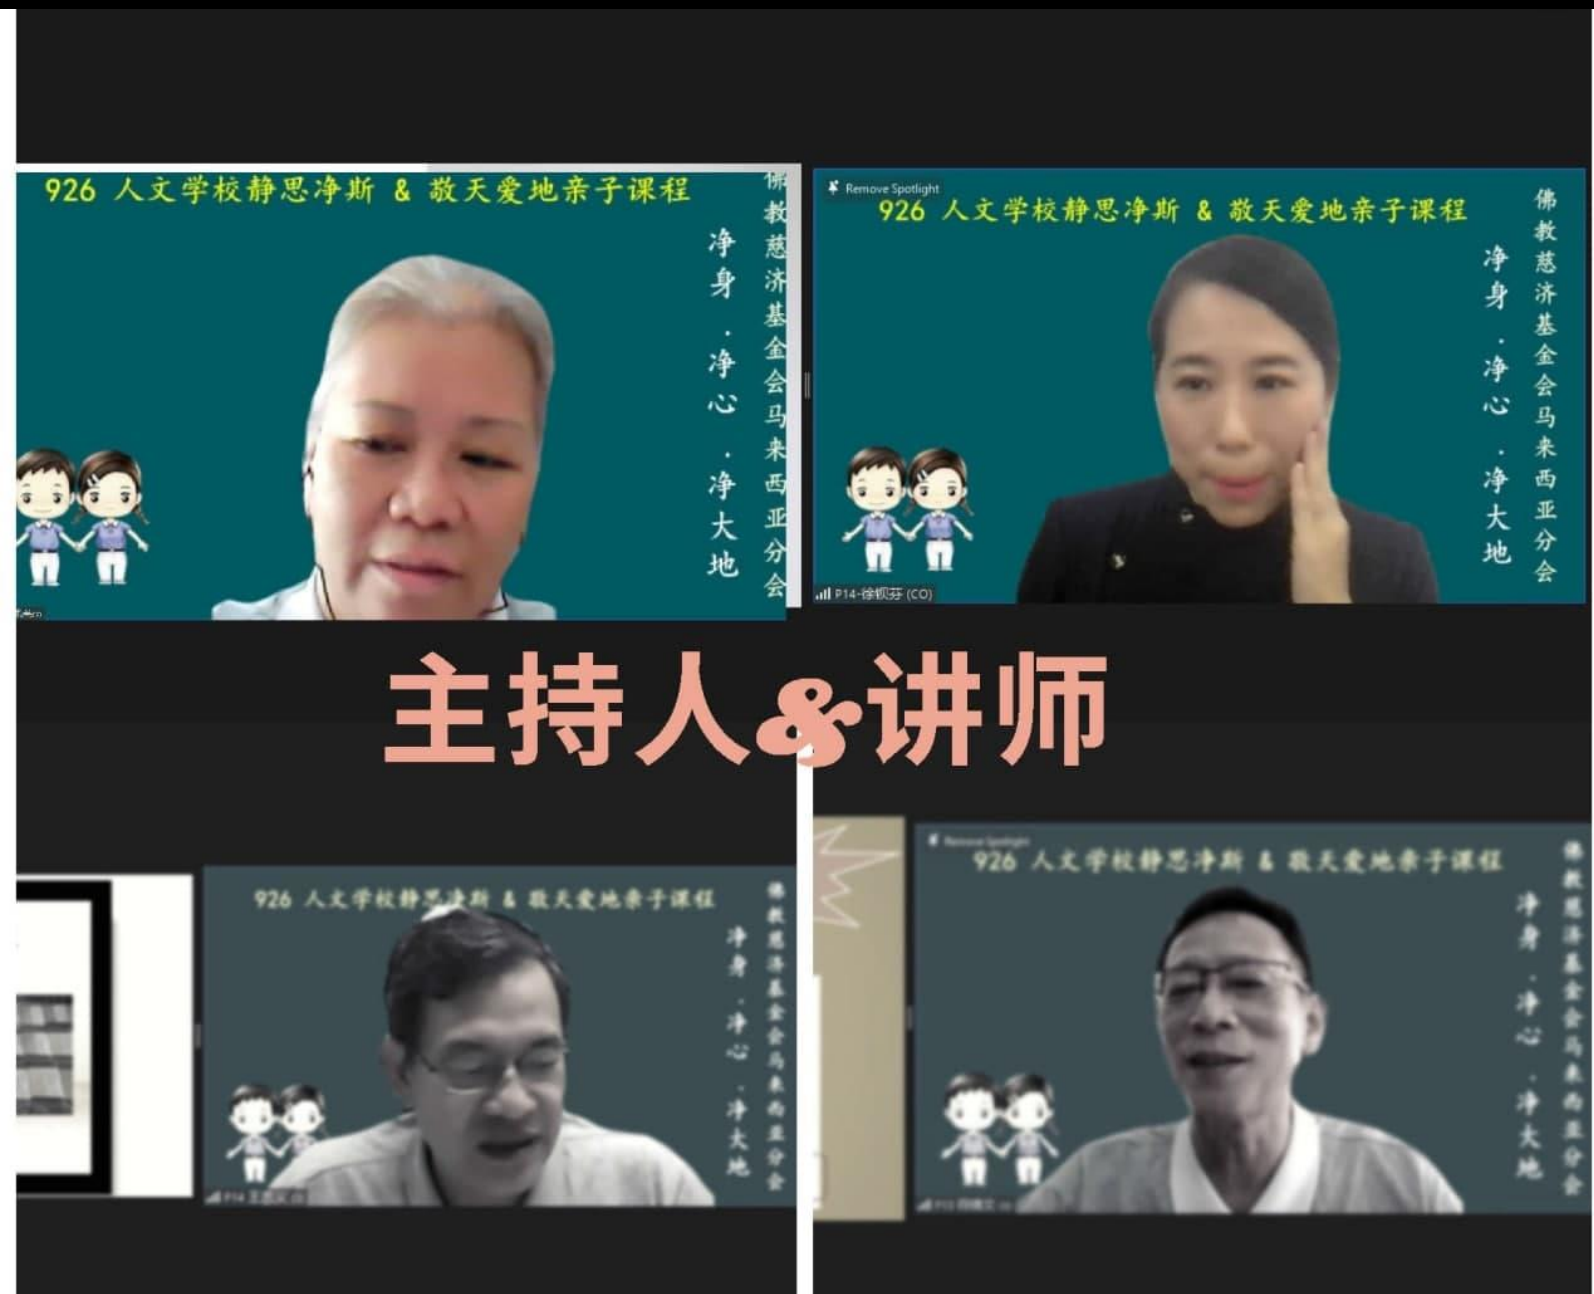 926 人文学校静思净斯 & 敬天爱地亲子课程
净身.净心.净大地
佛教慈济基金会马来西亚分会
Remove Spotlight
926 人文学校静思净斯 & 敬天爱地亲子课程
净身.净心.净大地
佛教慈济基金会马来西亚分会
P14-徐钡芬 (CO)
主持人&讲师
926 人文学校静思净斯 & 敬天爱地亲子课程
净身.净心.净大地
佛教慈济基金会马来西亚分会
Remove Spotlight
926 人文学校静思净斯 & 敬天爱地亲子课程
净身.净心.净大地
佛教慈济基金会马来西亚分会